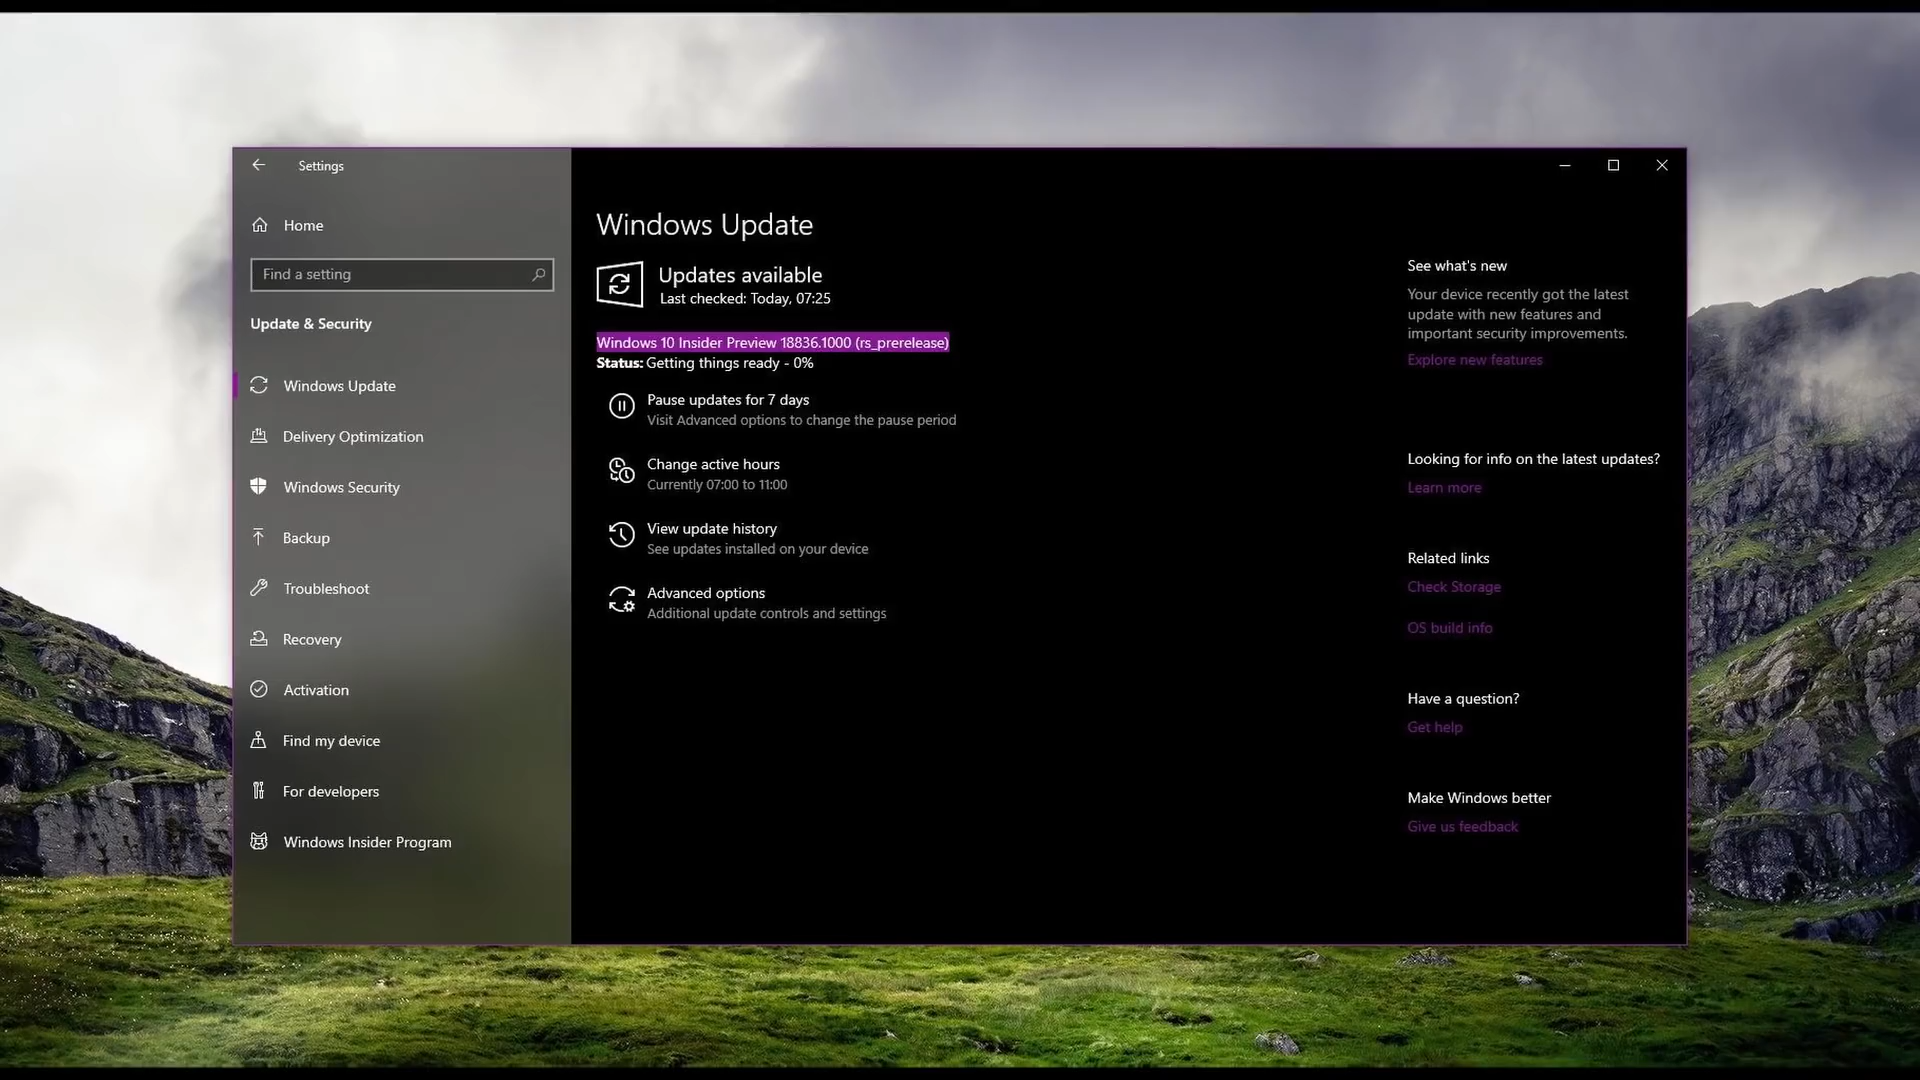 Settings
Home
Find a setting
Update & Security
Windows Update
Delivery Optimization
Windows Security
Backup
Troubleshoot
Recovery
Activation
Find my device
For developers
Windows Insider Program
Windows Update
Updates available
Last checked: Today, 07:25
Windows 10 Insider Preview 18836.1000 (rs_prerelease)
Status: Getting things ready - 0%
Pause updates for 7 days
Visit Advanced options to change the pause period
Change active hours
Currently 07:00 to 11:00
View update history
See updates installed on your device
Advanced options
Additional update controls and settings
See what's new
Your device recently got the latest
update with new features and
important security improvements.
Explore new features
Looking for info on the latest updates?
Learn more
Related links
Check Storage
OS build info
Have a question?
Get help
Make Windows better
Give us feedback